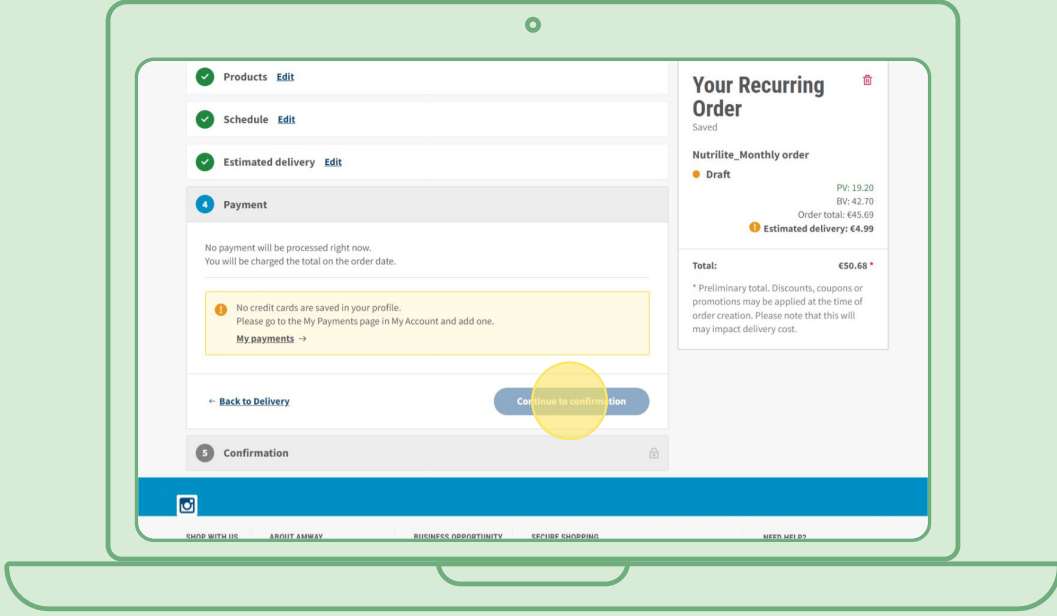 Products Edit
Schedule Edit
Estimated delivery Edit
4 Payment
No payment will be processed right now.
You will be charged the total on the order date.
No credit cards are saved in your profile.
Please go to the My Payments page in My Account and add one.
My payments →
← Back to Delivery
Continue to confirmation
5 Confirmation
Your Recurring
Order
Saved
Nutrilite_Monthly order
Draft
PV: 19.20
BV: 42.70
Order total: €45.69
Estimated delivery: €4.99
Total: €50.68 *
* Preliminary total. Discounts, coupons or
promotions may be applied at the time of
order creation. Please note that this will
may impact delivery cost.
SHOP WITH US ABOUT AMWAY BUSINESS OPPORTUNITY SECURE SHOPPING NEED HELP?